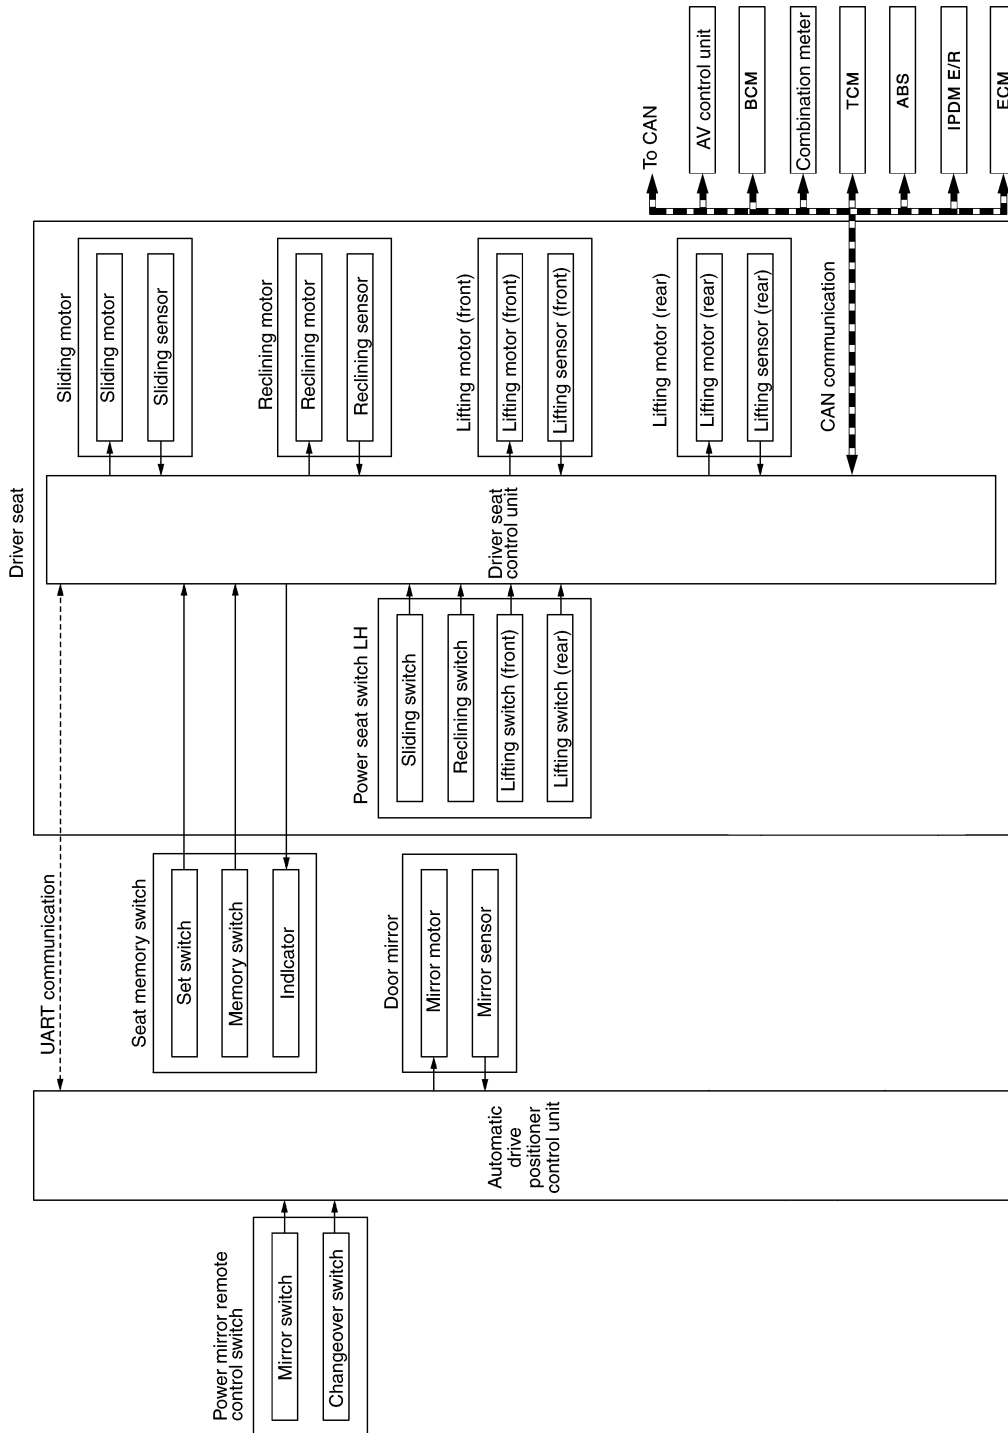 Power mirror remote
control switch
Mirror switch
Changeover switch
Automatic
drive
positioner
control unit
UART communication
Seat memory switch
Set switch
Memory switch
Indlcator
Door mirror
Mirror motor
Mirror sensor
Driver seat
Power seat switch LH
Sliding switch
Reclining switch
Lifting switch (front)
Lifting switch (rear)
Driver seat
control unit
Sliding motor
Sliding motor
Sliding sensor
Reclining motor
Reclining motor
Reclining sensor
Lifting motor (front)
Lifting motor (front)
Lifting sensor (front)
Lifting motor (rear)
Lifting motor (rear)
Lifting sensor (rear)
CAN communication
To CAN
AV control unit
BCM
Combination meter
TCM
ABS
IPDM E/R
ECM